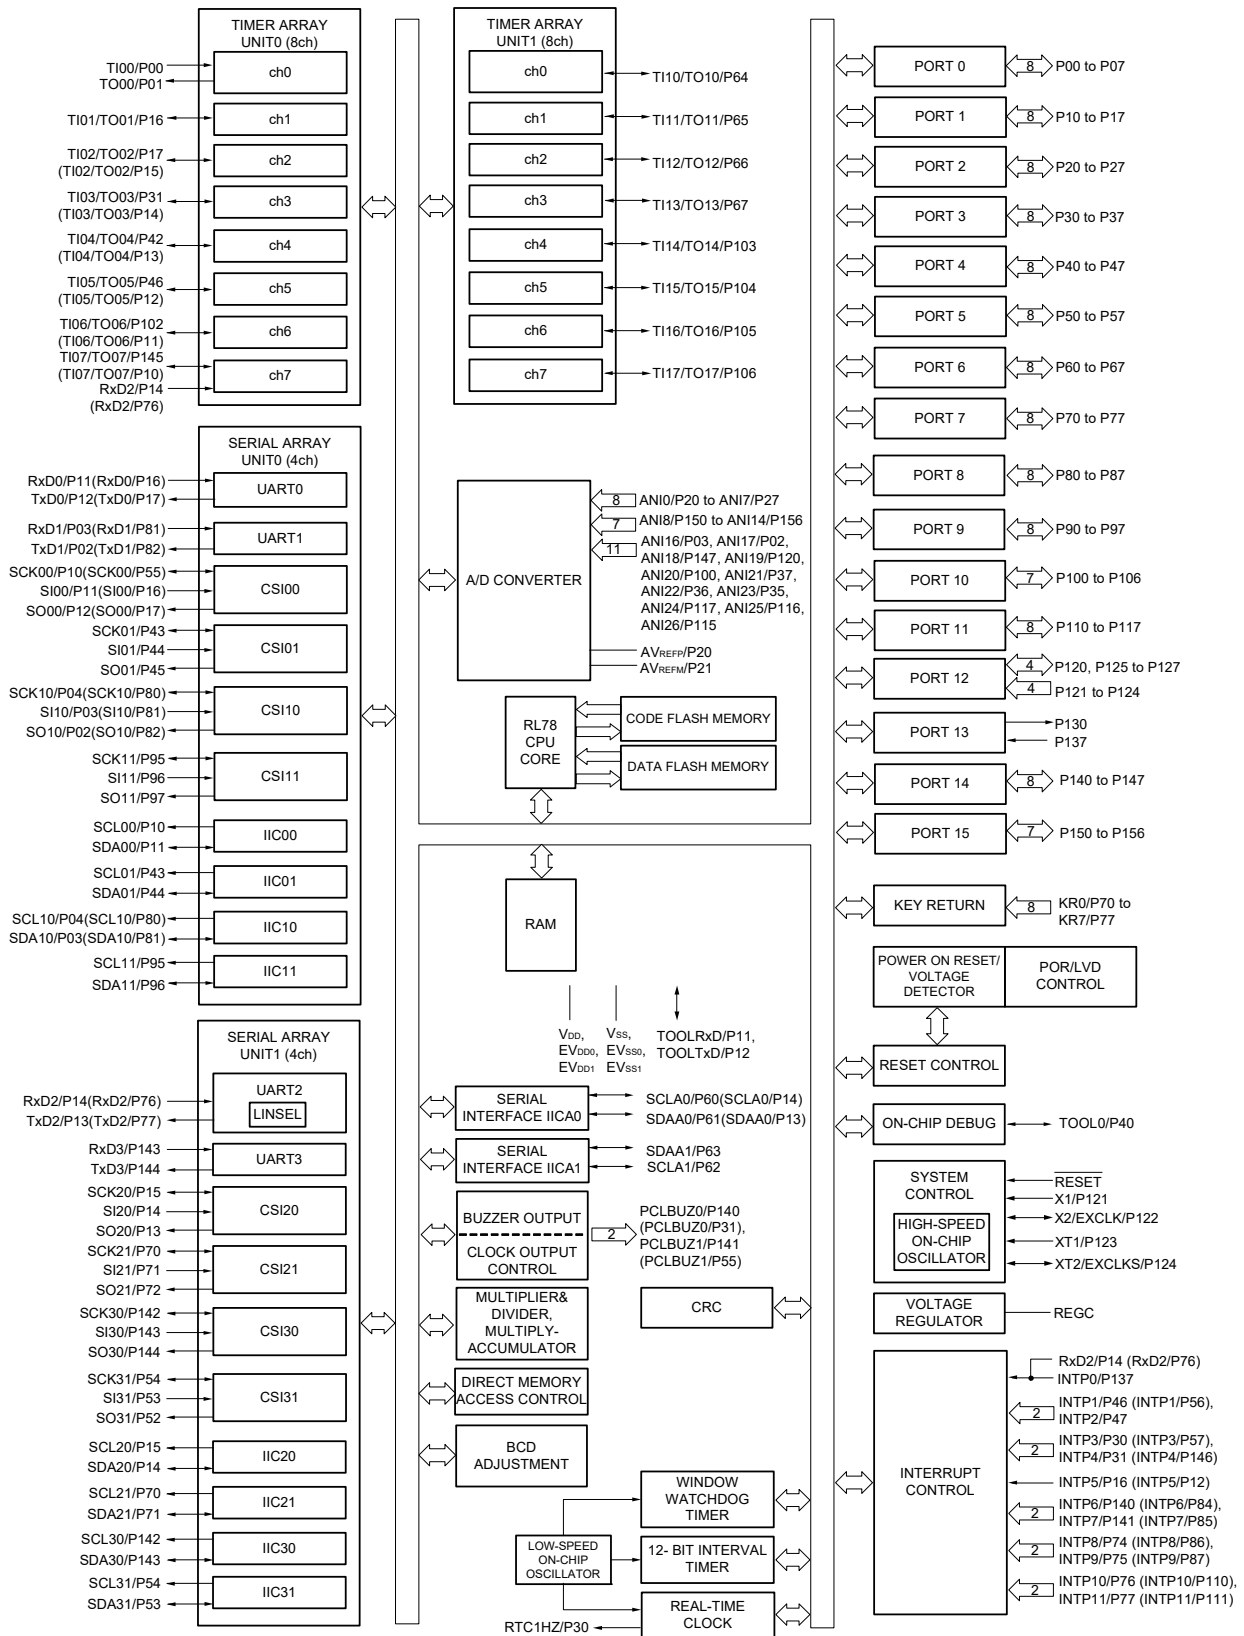 TIMER ARRAY
UNIT0 (8ch)
ch0
TI00/P00
TO00/P01
ch1
TI01/TO01/P16
ch2
TI02/TO02/P17
(TI02/TO02/P15)
ch3
TI03/TO03/P31
(TI03/TO03/P14)
ch4
TI04/TO04/P42
(TI04/TO04/P13)
ch5
TI05/TO05/P46
(TI05/TO05/P12)
ch6
TI06/TO06/P102
(TI06/TO06/P11)
ch7
TI07/TO07/P145
(TI07/TO07/P10)
RxD2/P14
(RxD2/P76)
SERIAL ARRAY
UNIT0 (4ch)
UART0
RxD0/P11(RxD0/P16)
TxD0/P12(TxD0/P17)
UART1
RxD1/P03(RxD1/P81)
TxD1/P02(TxD1/P82)
CSI00
SCK00/P10(SCK00/P55)
SI00/P11(SI00/P16)
SO00/P12(SO00/P17)
CSI01
SCK01/P43
SI01/P44
SO01/P45
CSI10
SCK10/P04(SCK10/P80)
SI10/P03(SI10/P81)
SO10/P02(SO10/P82)
CSI11
SCK11/P95
SI11/P96
SO11/P97
IIC00
SCL00/P10
SDA00/P11
IIC01
SCL01/P43
SDA01/P44
IIC10
SCL10/P04(SCL10/P80)
SDA10/P03(SDA10/P81)
IIC11
SCL11/P95
SDA11/P96
SERIAL ARRAY
UNIT1 (4ch)
UART2
LINSEL
RxD2/P14(RxD2/P76)
TxD2/P13(TxD2/P77)
UART3
RxD3/P143
TxD3/P144
CSI20
SCK20/P15
SI20/P14
SO20/P13
CSI21
SCK21/P70
SI21/P71
SO21/P72
CSI30
SCK30/P142
SI30/P143
SO30/P144
CSI31
SCK31/P54
SI31/P53
SO31/P52
IIC20
SCL20/P15
SDA20/P14
IIC21
SCL21/P70
SDA21/P71
IIC30
SCL30/P142
SDA30/P143
IIC31
SCL31/P54
SDA31/P53
TIMER ARRAY
UNIT1 (8ch)
ch0
TI10/TO10/P64
ch1
TI11/TO11/P65
ch2
TI12/TO12/P66
ch3
TI13/TO13/P67
ch4
TI14/TO14/P103
ch5
TI15/TO15/P104
ch6
TI16/TO16/P105
ch7
TI17/TO17/P106
A/D CONVERTER
8
ANI0/P20 to ANI7/P27
7
ANI8/P150 to ANI14/P156
11
ANI16/P03, ANI17/P02,
ANI18/P147, ANI19/P120,
ANI20/P100, ANI21/P37,
ANI22/P36, ANI23/P35,
ANI24/P117, ANI25/P116,
ANI26/P115
AVREFP/P20
AVREFM/P21
RL78
CPU
CORE
CODE FLASH MEMORY
DATA FLASH MEMORY
RAM
VDD,
EVDD0,
EVDD1
VSS,
EVSS0,
EVSS1
TOOLRxD/P11,
TOOLTxD/P12
SERIAL
INTERFACE IICA0
SCLA0/P60(SCLA0/P14)
SDAA0/P61(SDAA0/P13)
SERIAL
INTERFACE IICA1
SDAA1/P63
SCLA1/P62
BUZZER OUTPUT
CLOCK OUTPUT
CONTROL
2
PCLBUZ0/P140
(PCLBUZ0/P31),
PCLBUZ1/P141
(PCLBUZ1/P55)
MULTIPLIER&
DIVIDER,
MULTIPLY-
ACCUMULATOR
CRC
DIRECT MEMORY
ACCESS CONTROL
BCD
ADJUSTMENT
WINDOW
WATCHDOG
TIMER
LOW-SPEED
ON-CHIP
OSCILLATOR
12- BIT INTERVAL
TIMER
REAL-TIME
CLOCK
RTC1HZ/P30
PORT 0
8
P00 to P07
PORT 1
8
P10 to P17
PORT 2
8
P20 to P27
PORT 3
8
P30 to P37
PORT 4
8
P40 to P47
PORT 5
8
P50 to P57
PORT 6
8
P60 to P67
PORT 7
8
P70 to P77
PORT 8
8
P80 to P87
PORT 9
8
P90 to P97
PORT 10
7
P100 to P106
PORT 11
8
P110 to P117
PORT 12
4
P120, P125 to P127
4
P121 to P124
PORT 13
P130
P137
PORT 14
8
P140 to P147
PORT 15
7
P150 to P156
KEY RETURN
8
KR0/P70 to
KR7/P77
POWER ON RESET/
VOLTAGE
DETECTOR
POR/LVD
CONTROL
RESET CONTROL
ON-CHIP DEBUG
TOOL0/P40
SYSTEM
CONTROL
HIGH-SPEED
ON-CHIP
OSCILLATOR
RESET
X1/P121
X2/EXCLK/P122
XT1/P123
XT2/EXCLKS/P124
VOLTAGE
REGULATOR
REGC
INTERRUPT
CONTROL
RxD2/P14 (RxD2/P76)
INTP0/P137
2
INTP1/P46 (INTP1/P56),
INTP2/P47
2
INTP3/P30 (INTP3/P57),
INTP4/P31 (INTP4/P146)
INTP5/P16 (INTP5/P12)
2
INTP6/P140 (INTP6/P84),
INTP7/P141 (INTP7/P85)
2
INTP8/P74 (INTP8/P86),
INTP9/P75 (INTP9/P87)
2
INTP10/P76 (INTP10/P110),
INTP11/P77 (INTP11/P111)